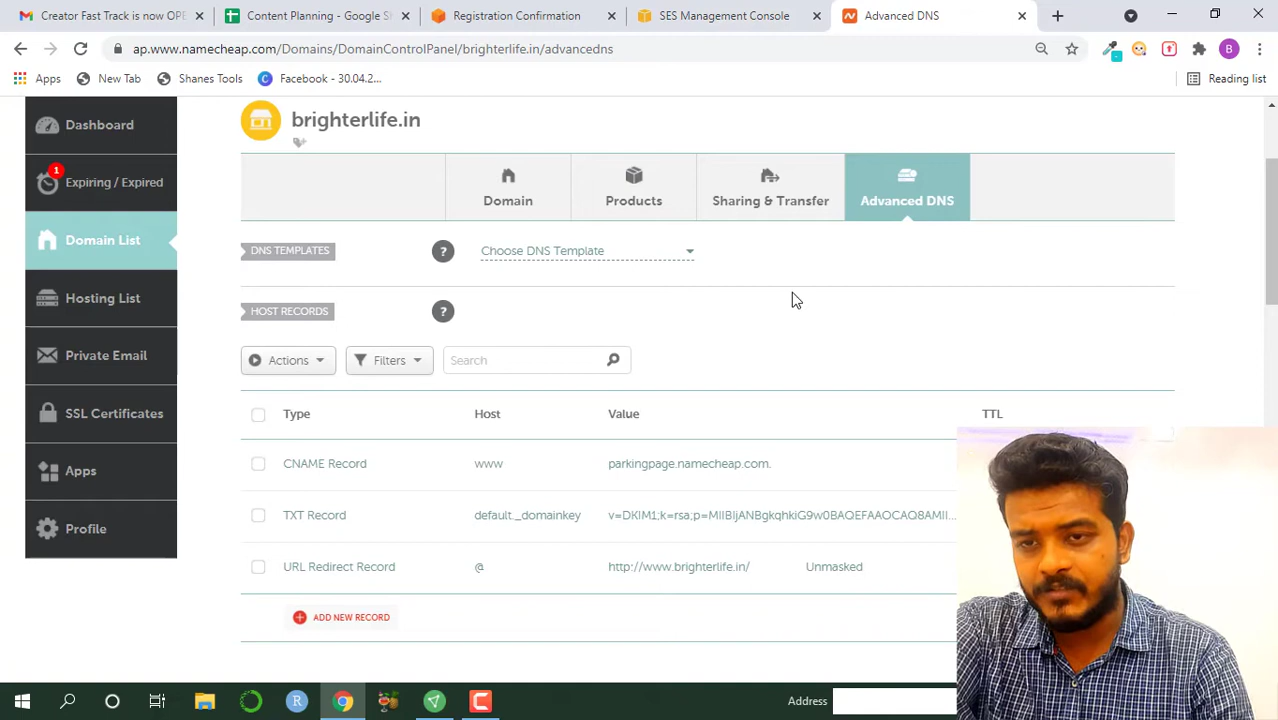 Creator Fast Track is now OPE
Content Planning - Google S
Registration Confirmation
SES Management Console
Advanced DNS
ap.www.namecheap.com/Domains/DomainControlPanel/brighterlife.in/advanceddns
B
Apps
New Tab
Shanes Tools
Facebook - 30.04.2...
Reading list
brighterlife.in
Dashboard
1
Expiring / Expired
Domain List
Hosting List
Private Email
SSL Certificates
Apps
Profile
Domain
Products
Sharing & Transfer
Advanced DNS
DNS TEMPLATES
?
Choose DNS Template
HOST RECORDS
?
Actions
Filters
Search
Type Host Value TTL
CNAME Record www parkingpage.namecheap.com.
TXT Record default._domainkey v=DKIM1;k=rsa;p=MIIBIjANBgkqhkiG9w0BAQEFAAOCAQ8AMII...
URL Redirect Record @ http://www.brighterlife.in/ Unmasked
ADD NEW RECORD
Address